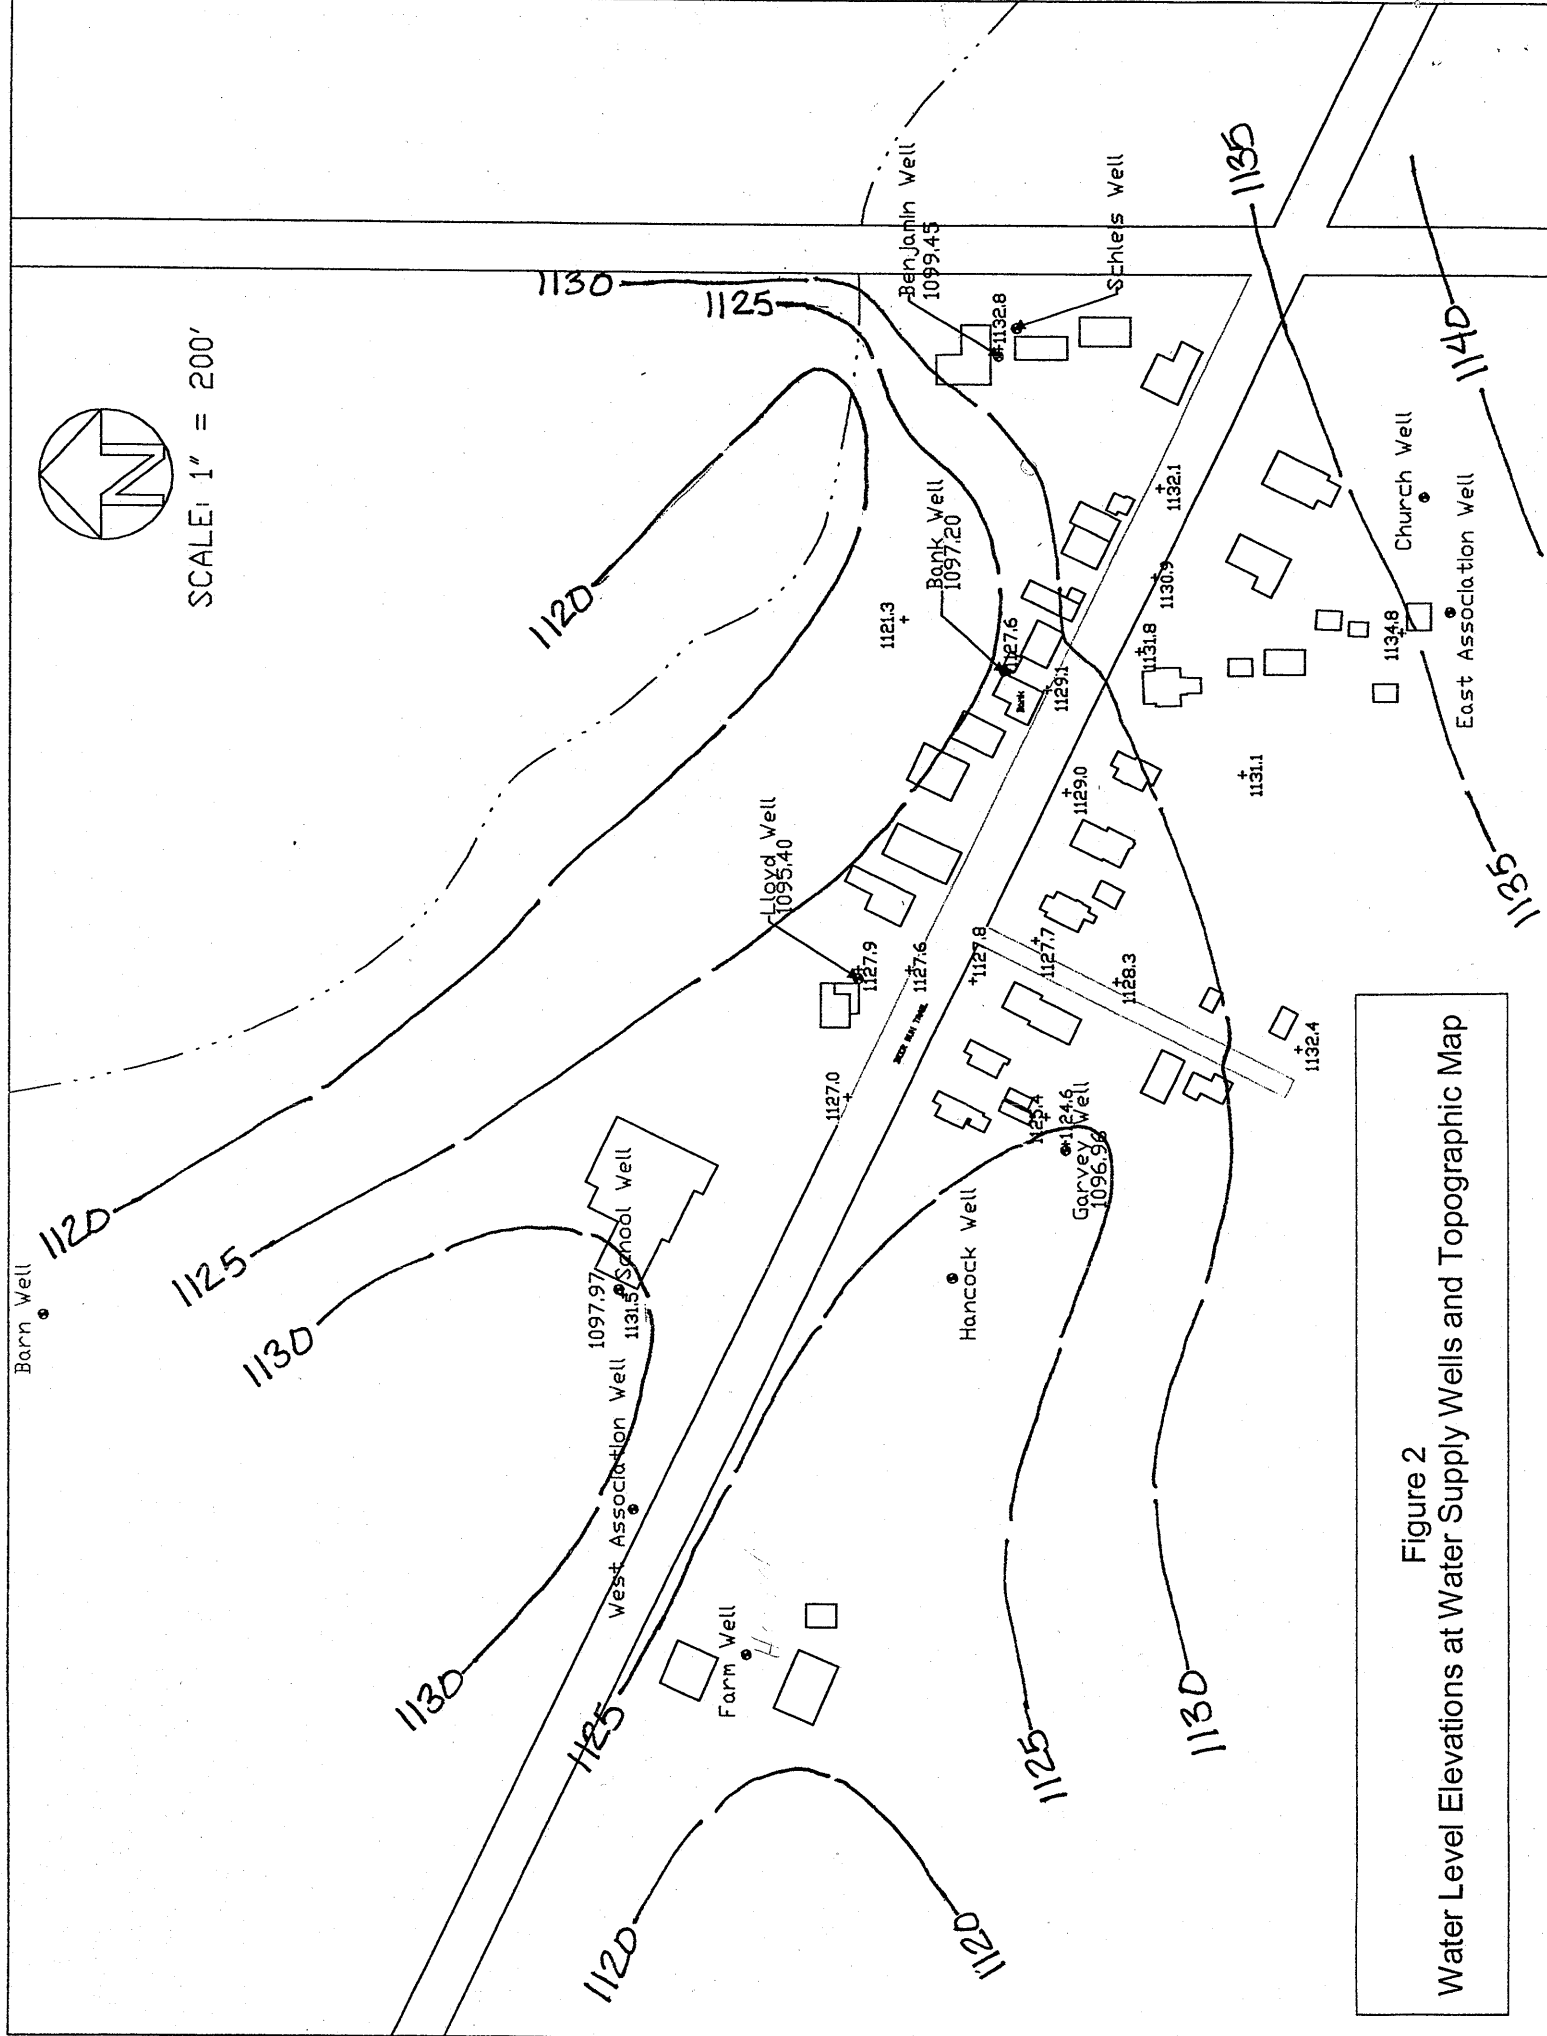 SCALE: 1" = 200'
Barn Well
1120
1125
1130
1130
1125
1120
1097.97
1131.5
School Well
West Association Well
Farm Well
1130
1125
1120
1120
1125
1130
Lloyd Well
1095.40
1127.9
1127.6
1127.0
1127.8
1127.7
1128.3
1125.4
1124.6
Garvey Well
1096.96
Hancock Well
1132.4
Bank Well
1097.20
1121.3
1127.6
Bank
1129.1
1129.0
1131.8
1130.9
1132.1
1131.1
Benjamin Well
1099.45
1132.8
Schleis Well
1135
1140
Church Well
East Association Well
1134.8
1135
Figure 2
Water Level Elevations at Water Supply Wells and Topographic Map